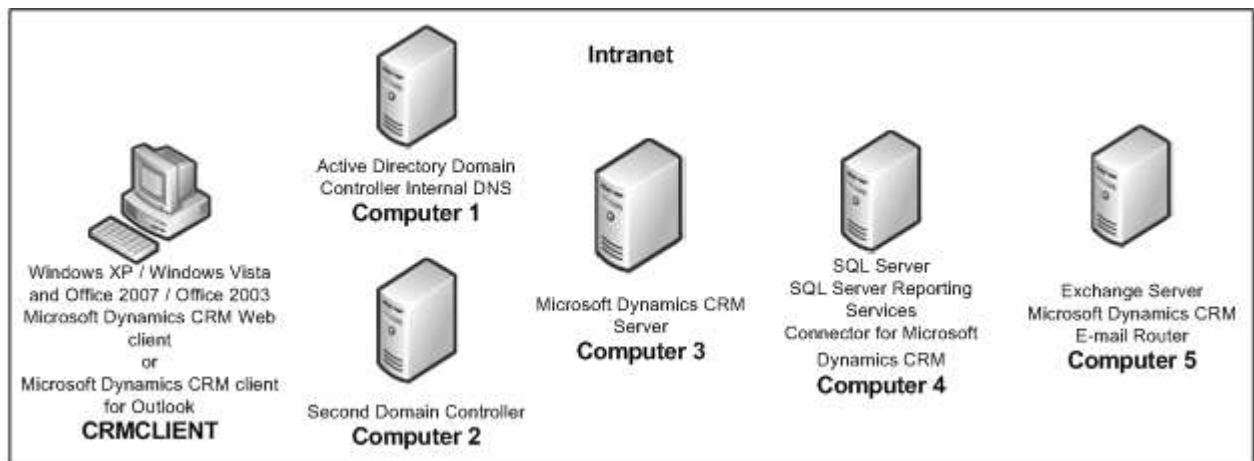 Intranet
Active Directory Domain
Controller Internal DNS
Computer 1
Windows XP / Windows Vista
and Office 2007 / Office 2003
Microsoft Dynamics CRM Web
client
or
Microsoft Dynamics CRM client
for Outlook
CRMCLIENT
Second Domain Controller
Computer 2
Microsoft Dynamics CRM
Server
Computer 3
SQL Server
SQL Server Reporting
Services
Connector for Microsoft
Dynamics CRM
Computer 4
Exchange Server
Microsoft Dynamics CRM
E-mail Router
Computer 5